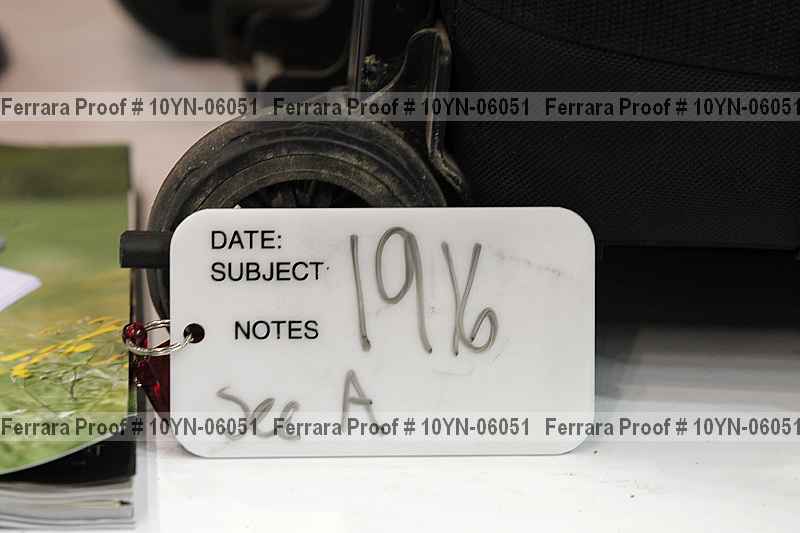 Ferrara Proof # 10YN-06051 Ferrara Proof # 10YN-06051 Ferrara Proof # 10YN-06051
DATE:
SUBJECT
1916
NOTES
See A
Ferrara Proof # 10YN-06051 Ferrara Proof # 10YN-06051 Ferrara Proof # 10YN-06051